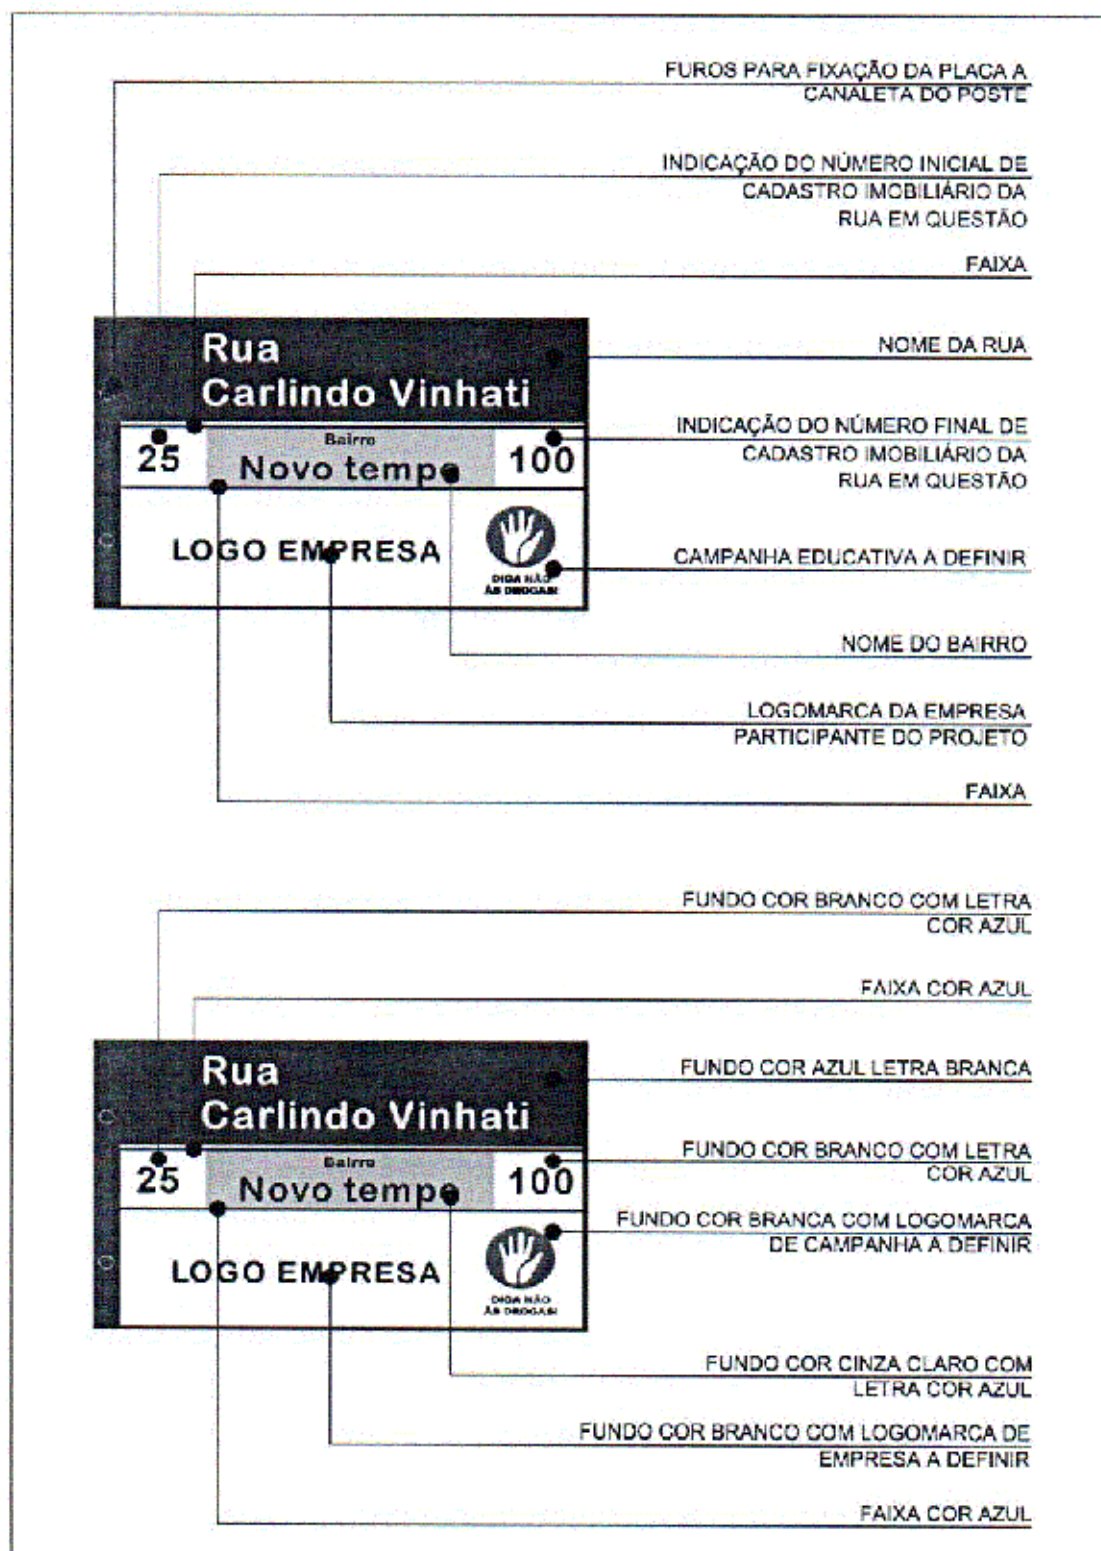 FUROS PARA FIXAÇÃO DA PLACA A
CANALETA DO POSTE
INDICAÇÃO DO NÚMERO INICIAL DE
CADASTRO IMOBILIÁRIO DA
RUA EM QUESTÃO
FAIXA
Rua
Carlindo Vinhati
NOME DA RUA
25
Bairro
Novo tempo
100
INDICAÇÃO DO NÚMERO FINAL DE
CADASTRO IMOBILIÁRIO DA
RUA EM QUESTÃO
LOGO EMPRESA
DIGA NÃO
ÀS DROGAS!
CAMPANHA EDUCATIVA A DEFINIR
NOME DO BAIRRO
LOGOMARCA DA EMPRESA
PARTICIPANTE DO PROJETO
FAIXA
FUNDO COR BRANCO COM LETRA
COR AZUL
FAIXA COR AZUL
Rua
Carlindo Vinhati
FUNDO COR AZUL LETRA BRANCA
25
Bairro
Novo tempo
100
FUNDO COR BRANCO COM LETRA
COR AZUL
FUNDO COR BRANCA COM LOGOMARCA
DE CAMPANHA A DEFINIR
LOGO EMPRESA
DIGA NÃO
ÀS DROGAS!
FUNDO COR CINZA CLARO COM
LETRA COR AZUL
FUNDO COR BRANCO COM LOGOMARCA DE
EMPRESA A DEFINIR
FAIXA COR AZUL